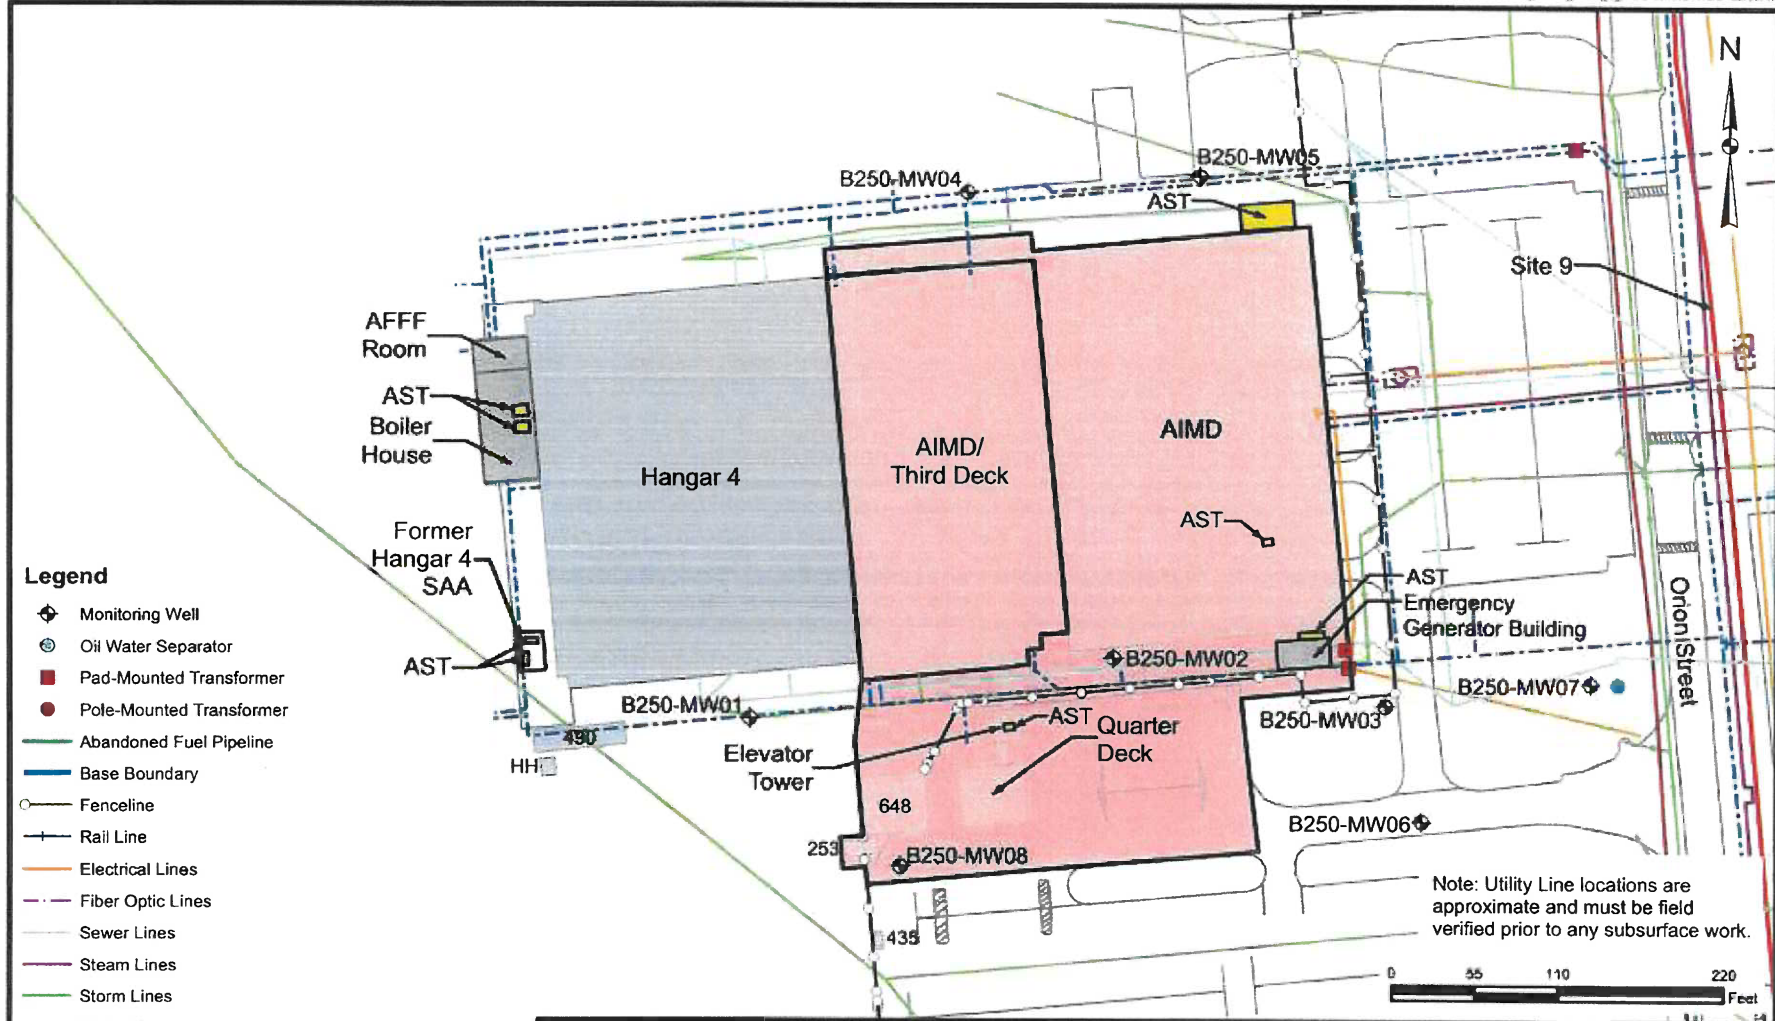 N
B250-MW05
B250-MW04
AST
Site 9
AFFF
Room
AST
Boiler
House
Hangar 4
AIMD/
Third Deck
AIMD
AST
Former
Hangar 4
SAA
AST
AST
Emergency
Generator Building
Orion Street
B250-MW02
B250-MW01
B250-MW07
B250-MW03
490
HH
AST
Quarter
Deck
Elevator
Tower
648
253
B250-MW08
B250-MW06
435
Legend
Monitoring Well
Oil Water Separator
Pad-Mounted Transformer
Pole-Mounted Transformer
Abandoned Fuel Pipeline
Base Boundary
Fenceline
Rail Line
Electrical Lines
Fiber Optic Lines
Sewer Lines
Steam Lines
Storm Lines
Note: Utility Line locations are
approximate and must be field
verified prior to any subsurface work.
0 55 110 220
Feet